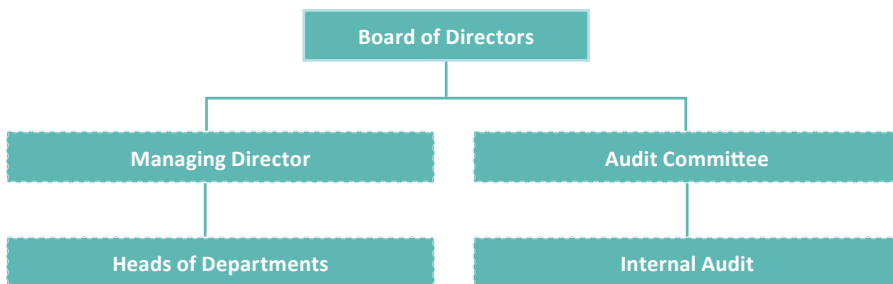 Board of Directors
Managing Director
Audit Committee
Heads of Departments
Internal Audit